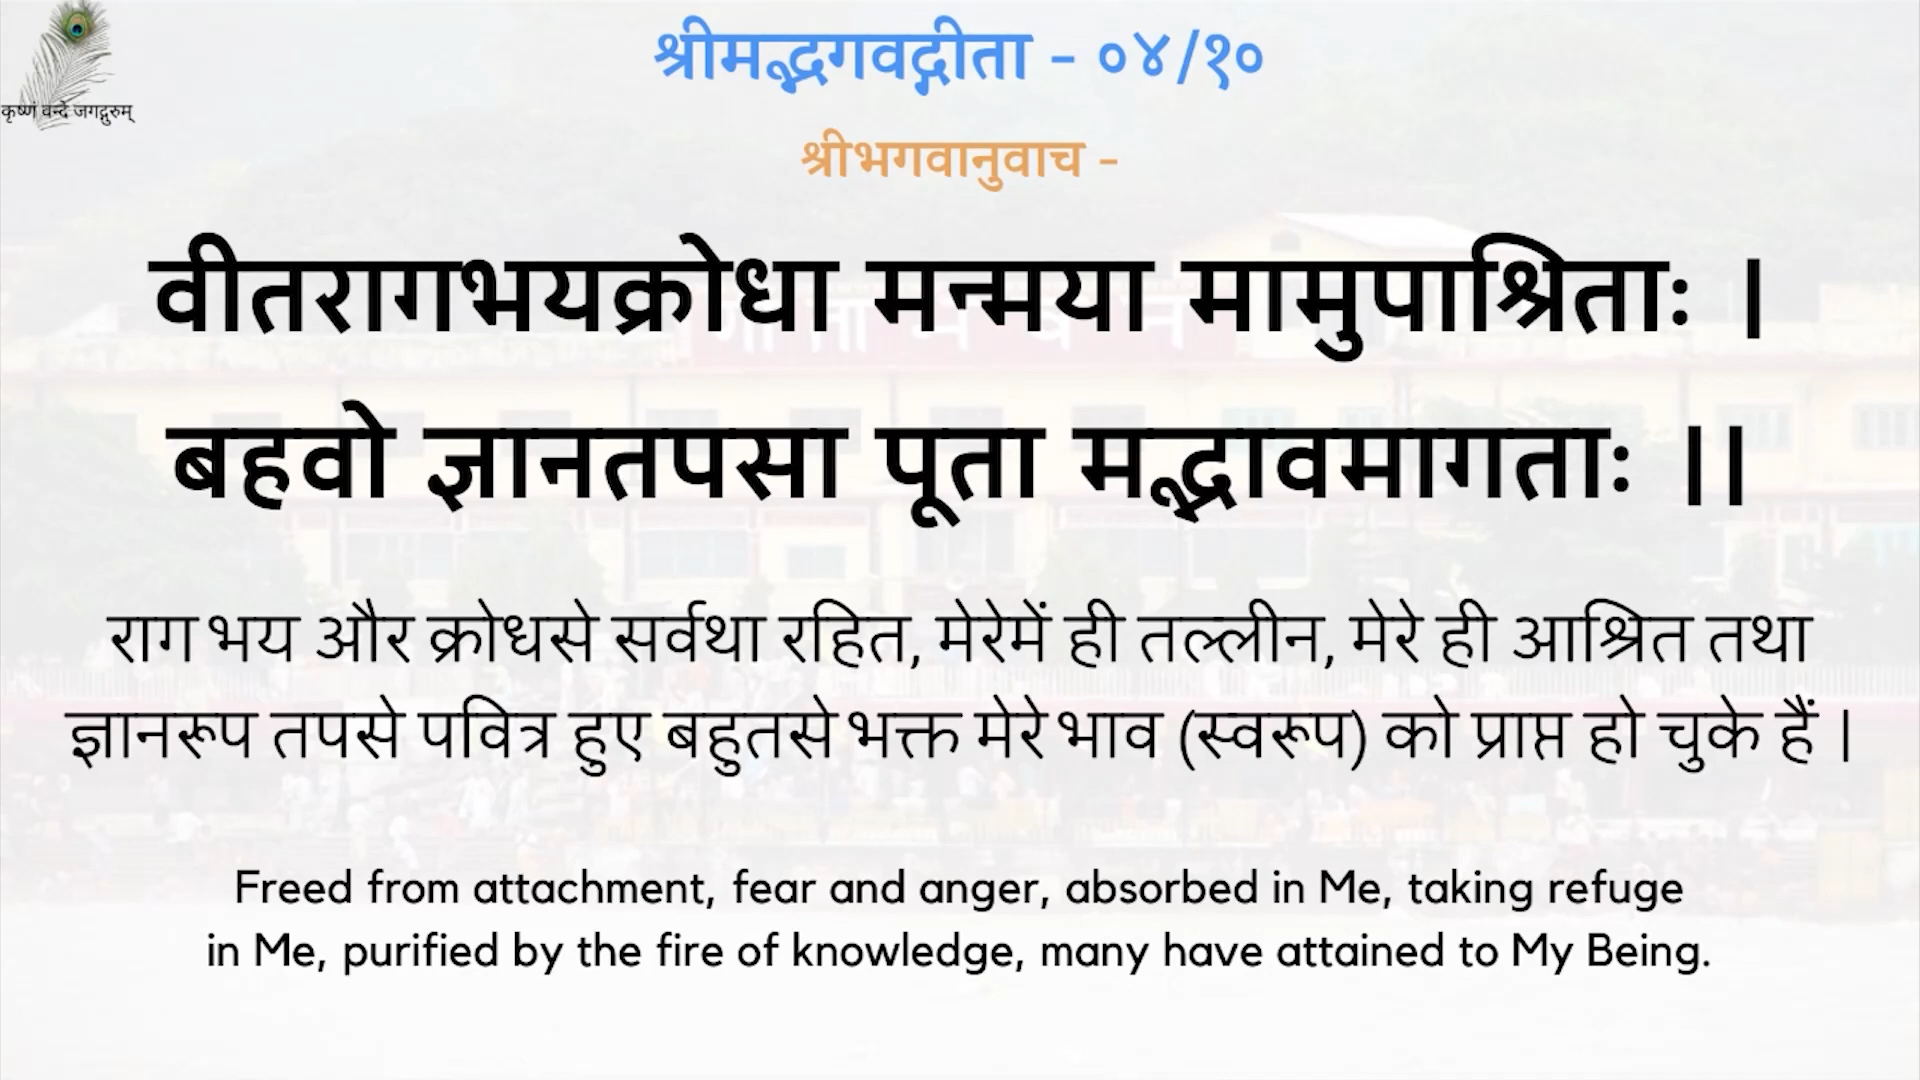 श्रीमद्भगवद्गीता - ०४/१०
कृष्णं वन्दे जगद्गुरुम्
श्रीभगवानुवाच -
वीतरागभयक्रोधा मन्मया मामुपाश्रिताः ।
बहवो ज्ञानतपसा पूता मद्भावमागताः ।।
राग भय और क्रोधसे सर्वथा रहित, मेरेमें ही तल्लीन, मेरे ही आश्रित तथा
ज्ञानरूप तपसे पवित्र हुए बहुतसे भक्त मेरे भाव (स्वरूप) को प्राप्त हो चुके हैं ।
Freed from attachment, fear and anger, absorbed in Me, taking refuge
in Me, purified by the fire of knowledge, many have attained to My Being.